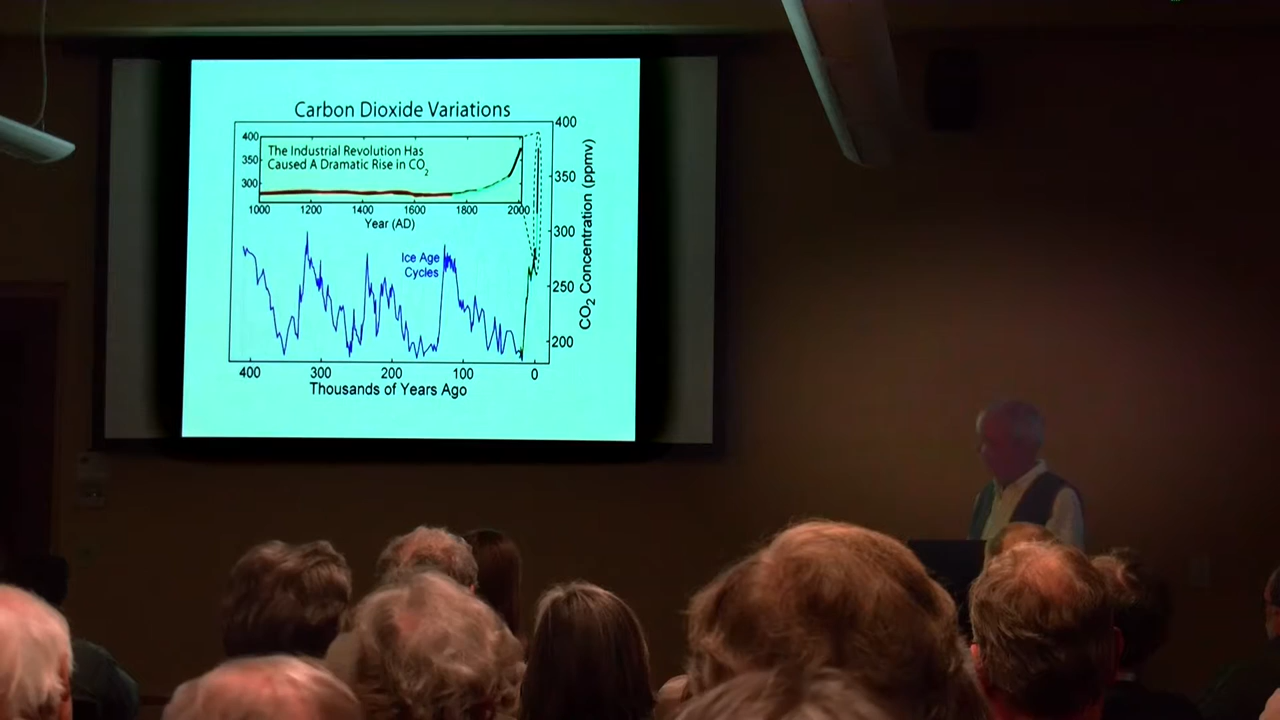 Carbon Dioxide Variations
400
400
The Industrial Revolution Has
Caused A Dramatic Rise in CO2
350
300
1000 1200 1400 1600 1800 2000
Year (AD)
350
300
250
200
CO2 Concentration (ppmv)
Ice Age
Cycles
400 300 200 100 0
Thousands of Years Ago